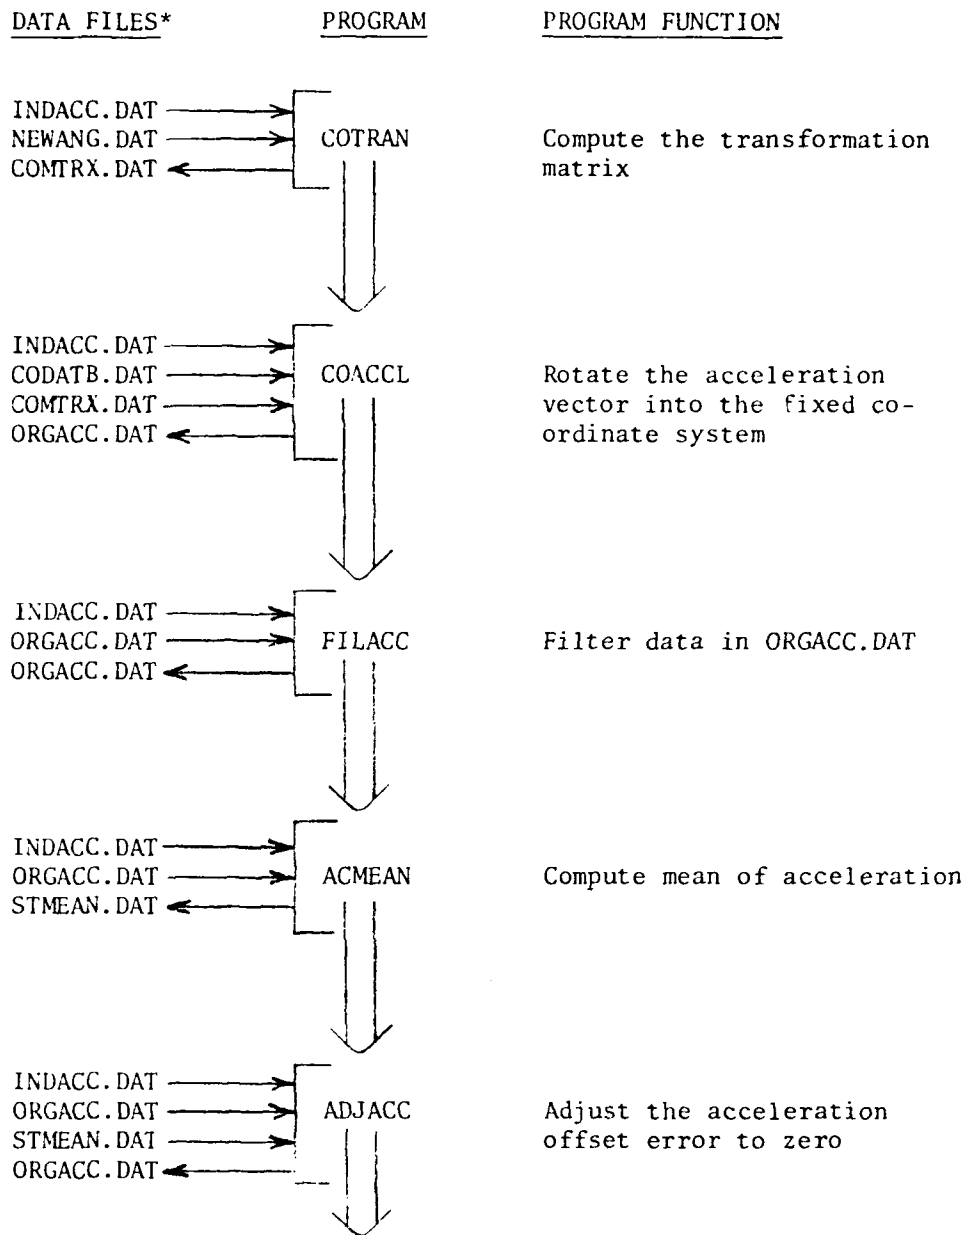 DATA FILES* PROGRAM PROGRAM FUNCTION
INDACC.DAT
NEWANG.DAT COTRAN Compute the transformation
COMTRX.DAT matrix
INDACC.DAT
CODATB.DAT COACCL Rotate the acceleration
COMTRX.DAT vector into the fixed co-
ORGACC.DAT ordinate system
INDACC.DAT
ORGACC.DAT FILACC Filter data in ORGACC.DAT
ORGACC.DAT
INDACC.DAT
ORGACC.DAT ACMEAN Compute mean of acceleration
STMEAN.DAT
INDACC.DAT
ORGACC.DAT ADJACC Adjust the acceleration
STMEAN.DAT offset error to zero
ORGACC.DAT